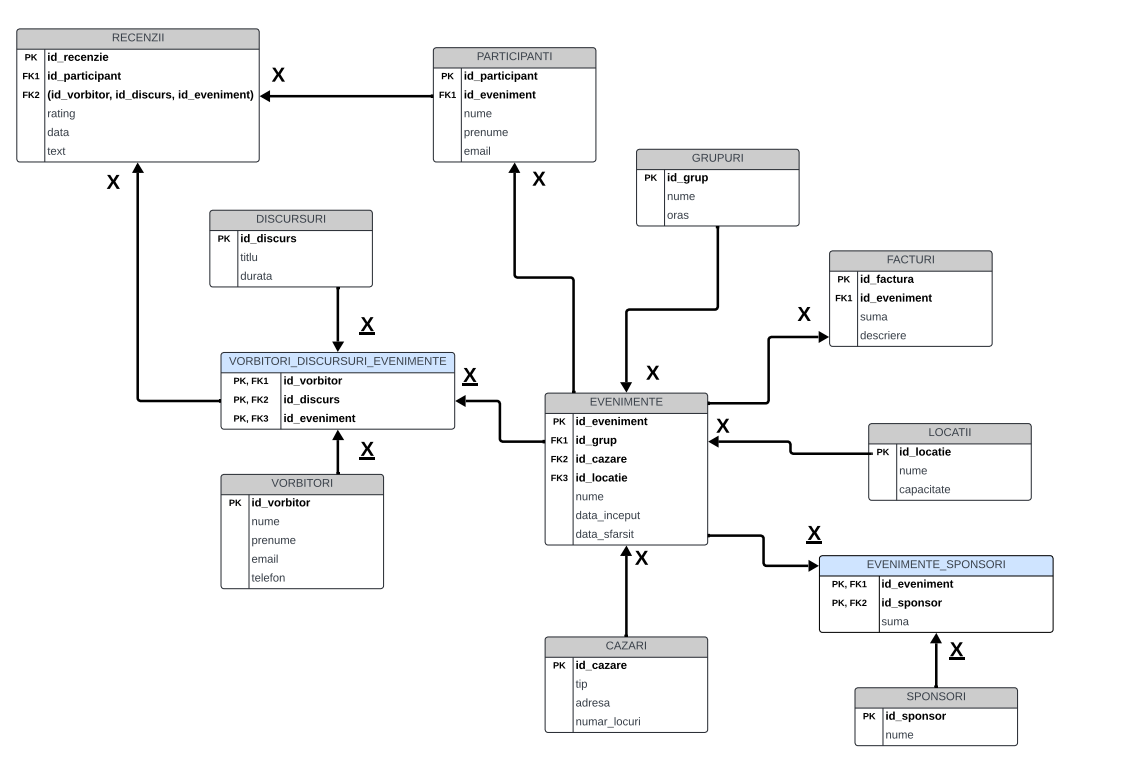 RECENZII
PK id_recenzie
FK1 id_participant
FK2 (id_vorbitor, id_discurs, id_eveniment)
rating
data
text
X
X
PARTICIPANTI
PK id_participant
FK1 id_eveniment
nume
prenume
email
X
GRUPURI
PK id_grup
nume
oras
X
DISCURSURI
PK id_discurs
titlu
durata
X
FACTURI
PK id_factura
FK1 id_eveniment
suma
descriere
X
VORBITORI_DISCURSURI_EVENIMENTE
PK, FK1 id_vorbitor
PK, FK2 id_discurs
PK, FK3 id_eveniment
X
X
EVENIMENTE
PK id_eveniment
FK1 id_grup
FK2 id_cazare
FK3 id_locatie
nume
data_inceput
data_sfarsit
X
X
LOCATII
PK id_locatie
nume
capacitate
VORBITORI
PK id_vorbitor
nume
prenume
email
telefon
X
EVENIMENTE_SPONSORI
PK, FK1 id_eveniment
PK, FK2 id_sponsor
suma
X
CAZARI
PK id_cazare
tip
adresa
numar_locuri
SPONSORI
PK id_sponsor
nume